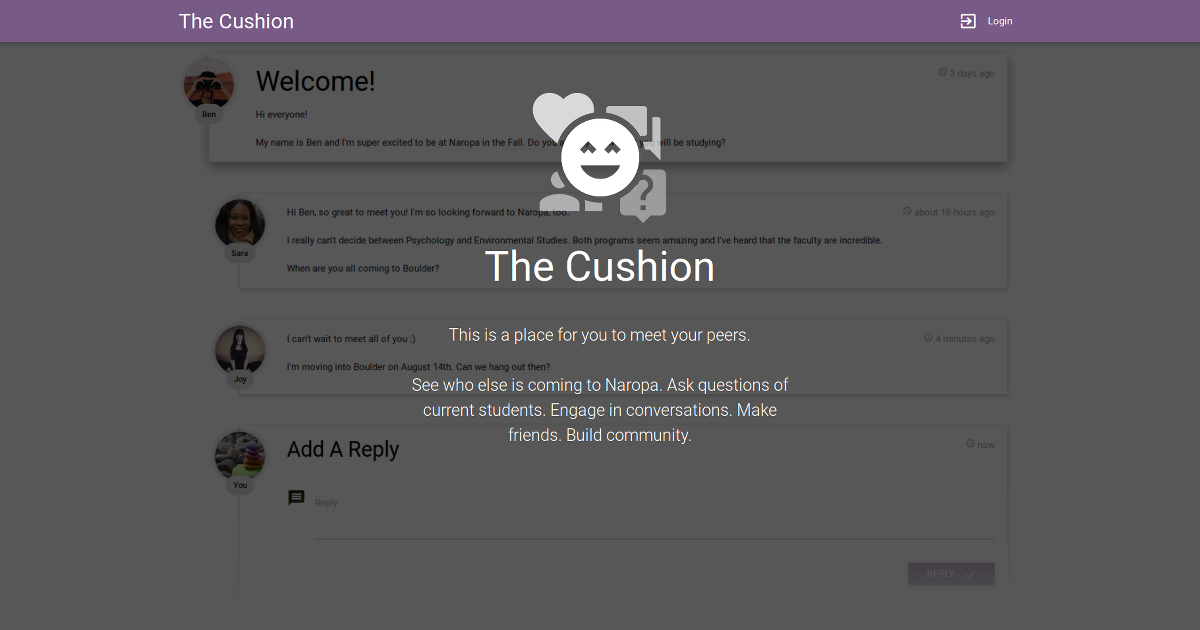 The Cushion
Login
Welcome!
3 days ago
Ben
Hi everyone!
My name is Ben and I'm super excited to be at Naropa in the Fall. Do you will be studying?
?
Hi Ben, so great to meet you! I'm so looking forward to Naropa, too.
about 16 hours ago
I really can't decide between Psychology and Environmental Studies. Both programs seem amazing and I've heard that the faculty are incredible.
Sara
When are you all coming to Boulder?
The Cushion
This is a place for you to meet your peers.
I can't wait to meet all of you :)
4 minutes ago
I'm moving into Boulder on August 14th. Can we hang out then?
Joy
See who else is coming to Naropa. Ask questions of
current students. Engage in conversations. Make
friends. Build community.
Add A Reply
now
You
Reply
REPLY